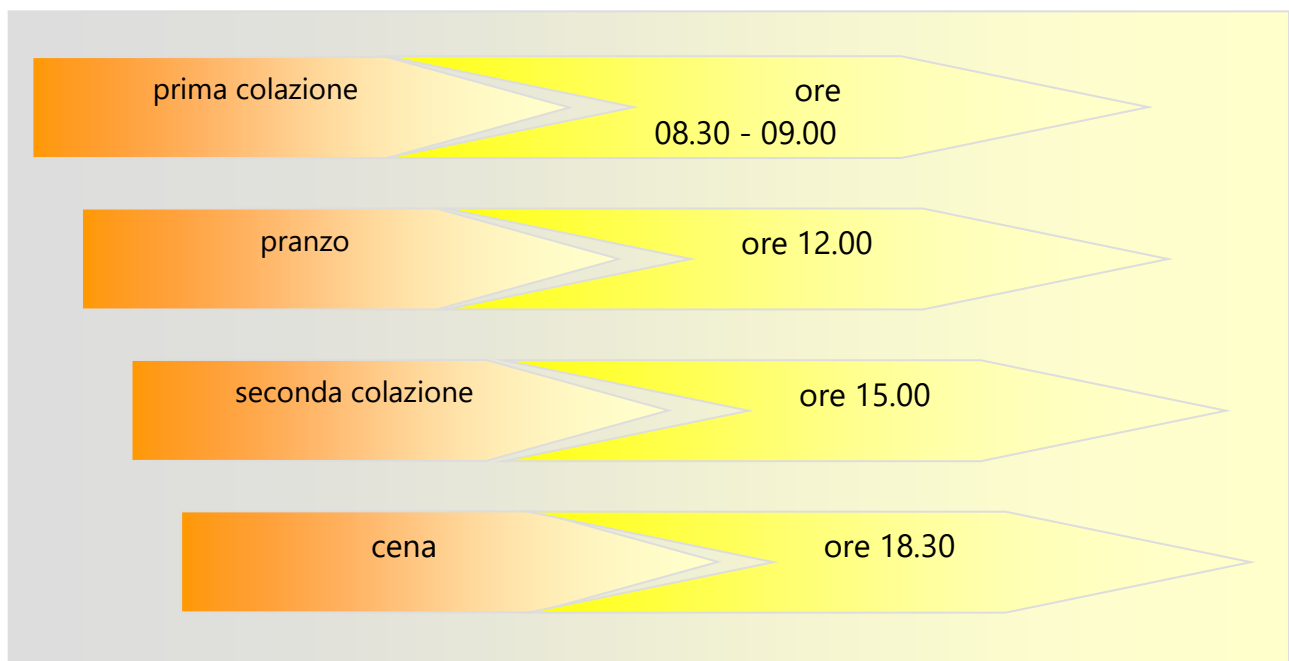 prima colazione
ore
08.30 - 09.00
pranzo
ore 12.00
seconda colazione
ore 15.00
cena
ore 18.30